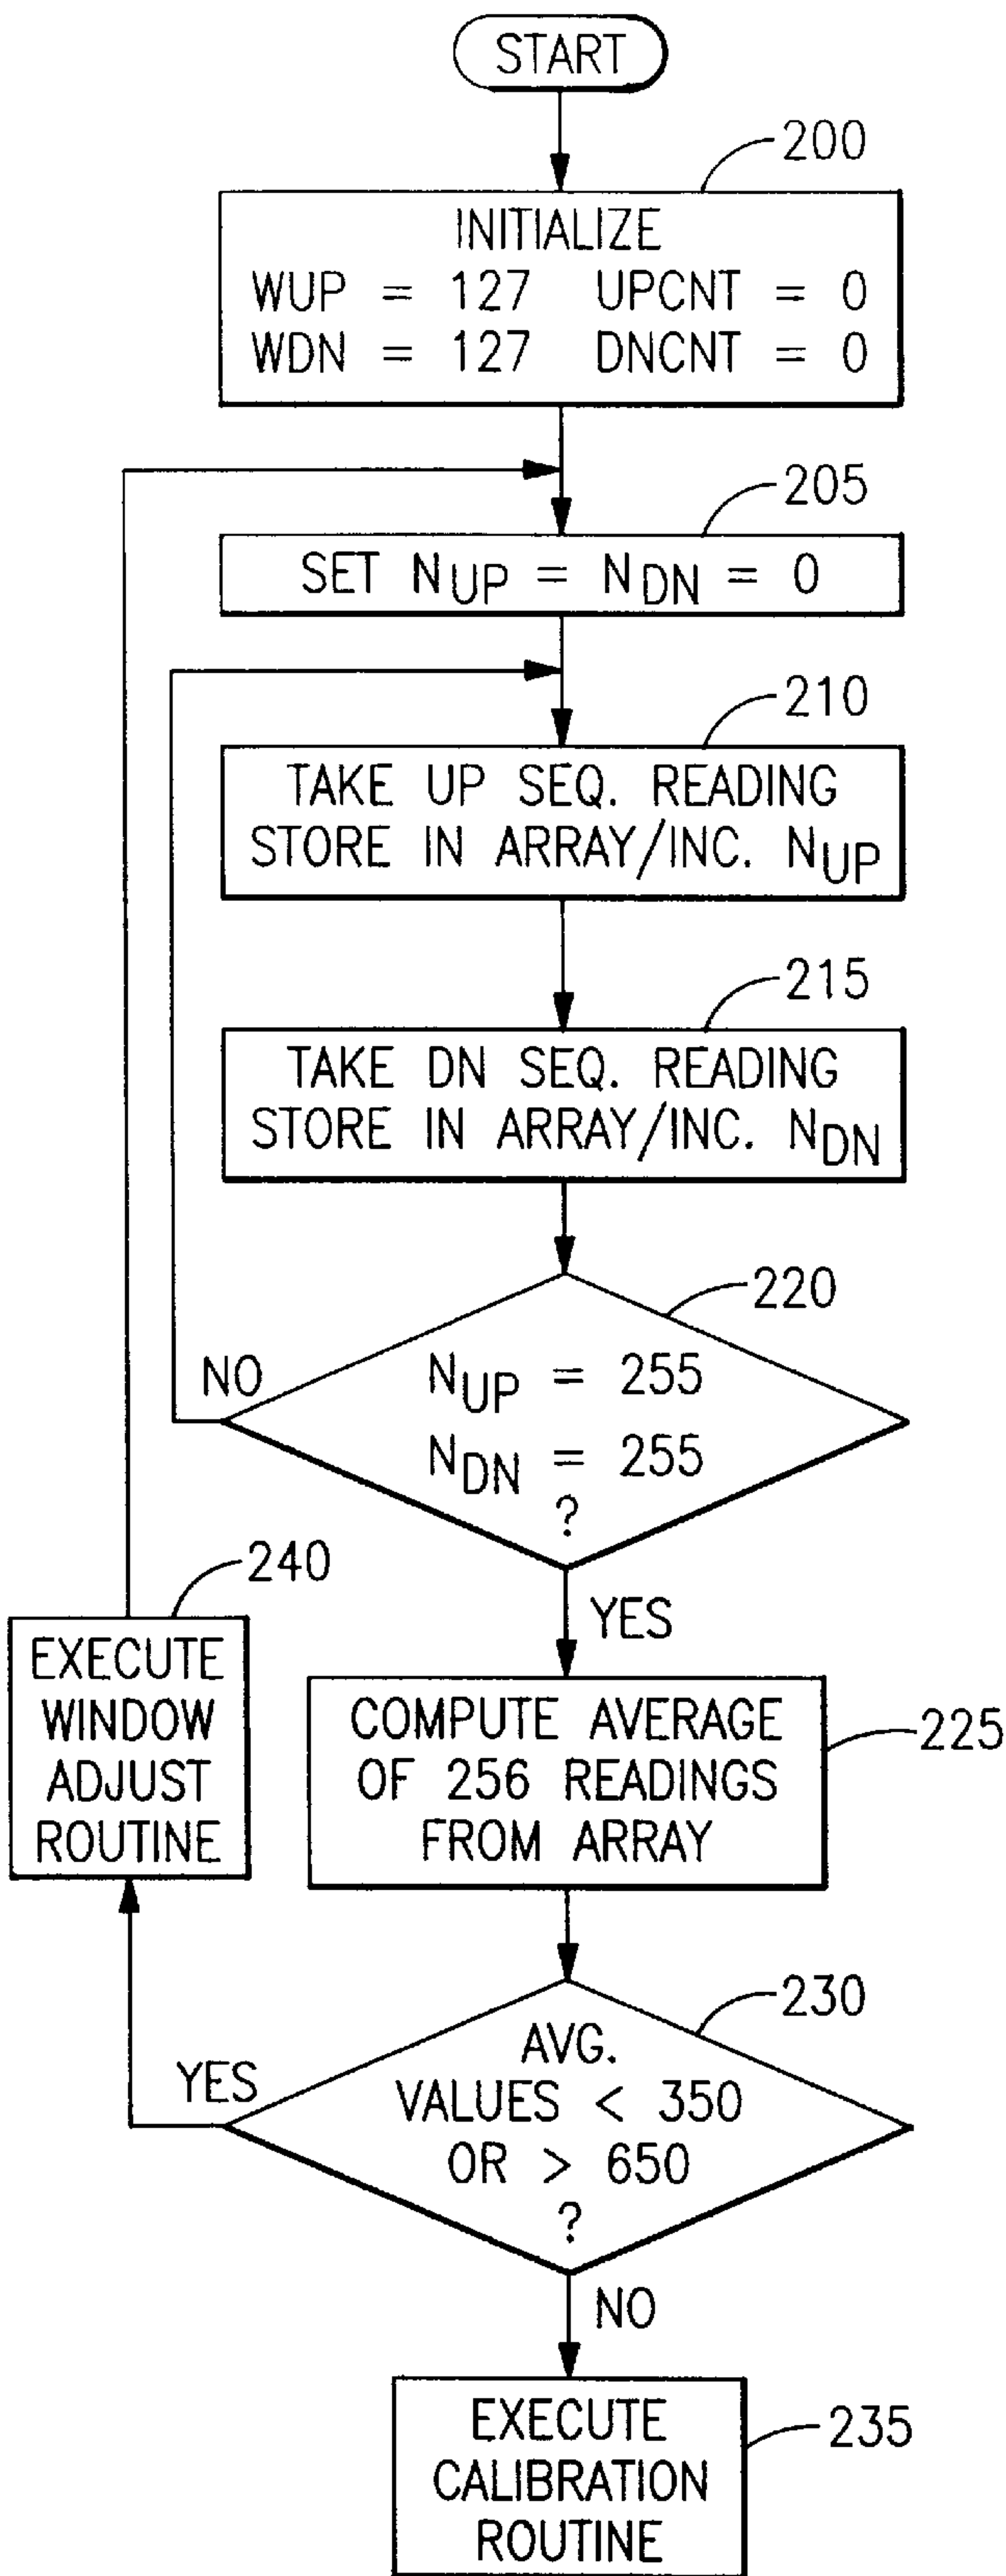 START
200
INITIALIZE
WUP = 127 UPCNT = 0
WDN = 127 DNCNT = 0
205
SET NUP = NDN = 0
210
TAKE UP SEQ. READING
STORE IN ARRAY/INC. NUP
215
TAKE DN SEQ. READING
STORE IN ARRAY/INC. NDN
220
NO
NUP = 255
NDN = 255
?
YES
240
EXECUTE
WINDOW
ADJUST
ROUTINE
225
COMPUTE AVERAGE
OF 256 READINGS
FROM ARRAY
230
YES
AVG.
VALUES < 350
OR > 650
?
NO
235
EXECUTE
CALIBRATION
ROUTINE